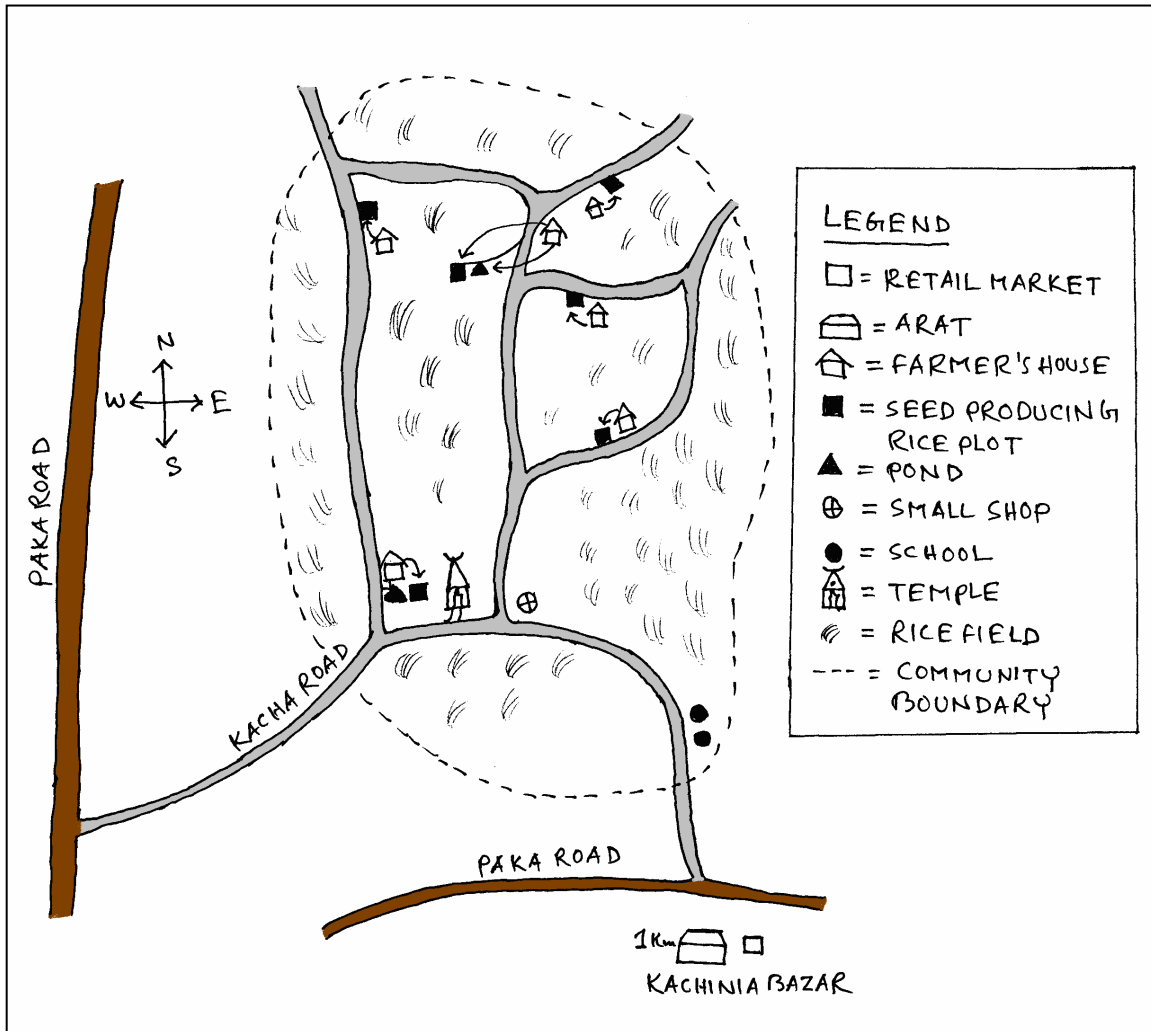 N
W E
S
PAKA ROAD
KACHA ROAD
PAKA ROAD
1Km
KACHINIA BAZAR
LEGEND
= RETAIL MARKET
= ARAT
= FARMER'S HOUSE
= SEED PRODUCING
RICE PLOT
= POND
= SMALL SHOP
= SCHOOL
= TEMPLE
= RICE FIELD
--- = COMMUNITY
BOUNDARY